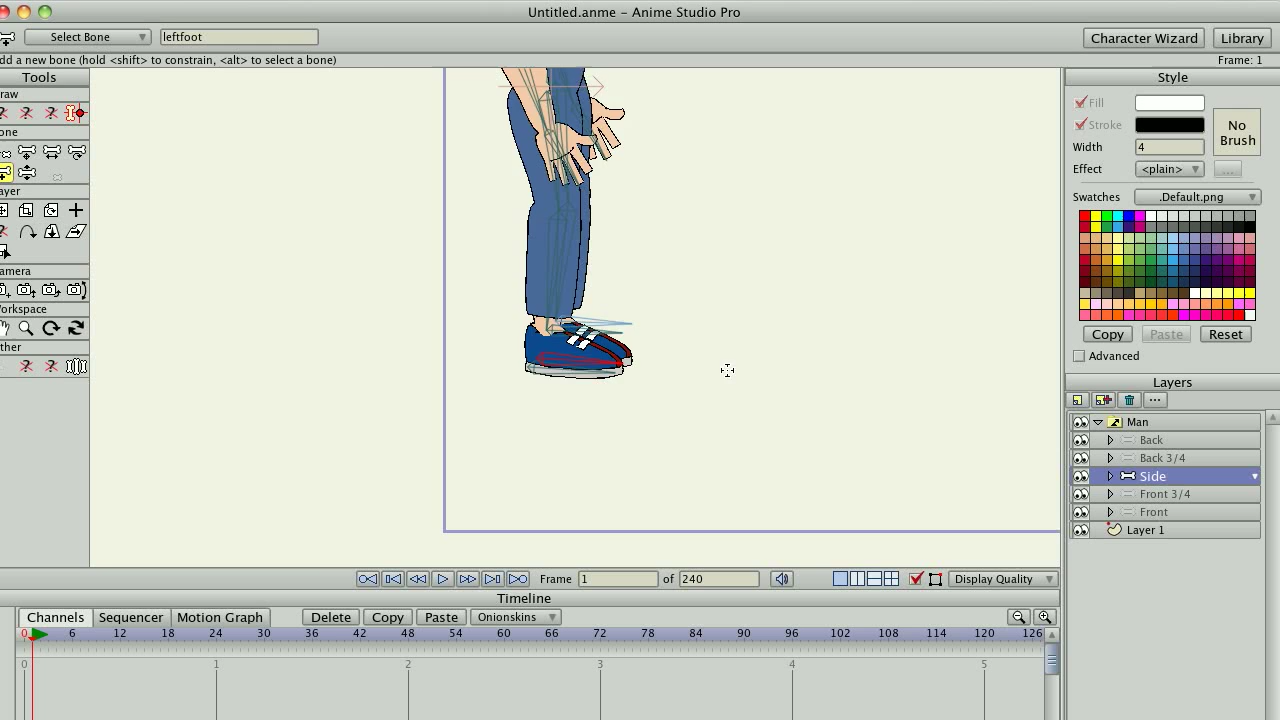 Untitled.anme – Anime Studio Pro
Select Bone
leftfoot
Character Wizard
Library
dd a new bone (hold <shift> to constrain, <alt> to select a bone)
Frame: 1
Tools
raw
one
ayer
amera
orkspace
ther
Style
Fill
Stroke
No
Brush
Width
4
Effect
<plain>
...
Swatches
.Default.png
Copy
Paste
Reset
Advanced
Layers
...
Man
Back
Back 3/4
Side
Front 3/4
Front
Layer 1
Frame
1
of
240
Display Quality
Timeline
Channels
Sequencer
Motion Graph
Delete
Copy
Paste
Onionskins
0 6 12 18 24 30 36 42 48 54 60 66 72 78 84 90 96 102 108 114 120 126
0 1 2 3 4 5